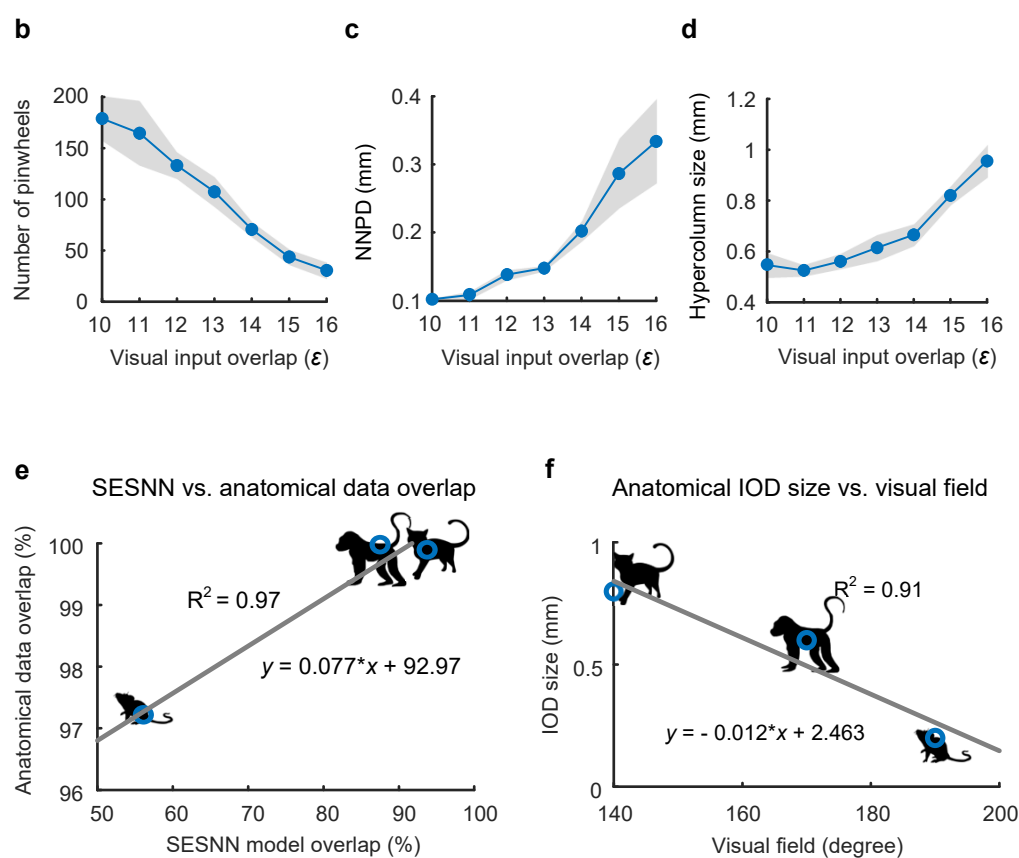 b
Number of pinwheels
200
150
100
50
0
10 11 12 13 14 15 16
Visual input overlap (ε)
c
NNPD (mm)
0.4
0.3
0.2
0.1
10 11 12 13 14 15 16
Visual input overlap (ε)
d
Hypercolumn size (mm)
1.2
1
0.8
0.6
0.4
10 11 12 13 14 15 16
Visual input overlap (ε)
e
SESNN vs. anatomical data overlap
Anatomical data overlap (%)
100
99
98
97
96
R² = 0.97
y = 0.077*x + 92.97
50 60 70 80 90 100
SESNN model overlap (%)
f
Anatomical IOD size vs. visual field
IOD size (mm)
1
0.5
0
R² = 0.91
y = - 0.012*x + 2.463
140 160 180 200
Visual field (degree)